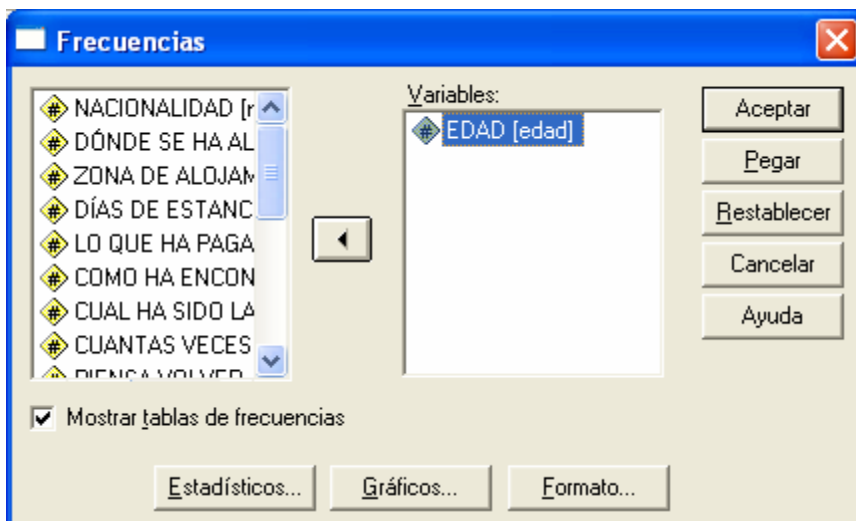 Frecuencias
NACIONALIDAD [r
DÓNDE SE HA AL
ZONA DE ALOJAM
DÍAS DE ESTANC
LO QUE HA PAGA
COMO HA ENCON
CUAL HA SIDO LA
CUANTAS VECES
PIENSA VOLVER
Variables:
EDAD [edad]
Aceptar
Pegar
Restablecer
Cancelar
Ayuda
Mostrar tablas de frecuencias
Estadísticos...
Gráficos...
Formato...